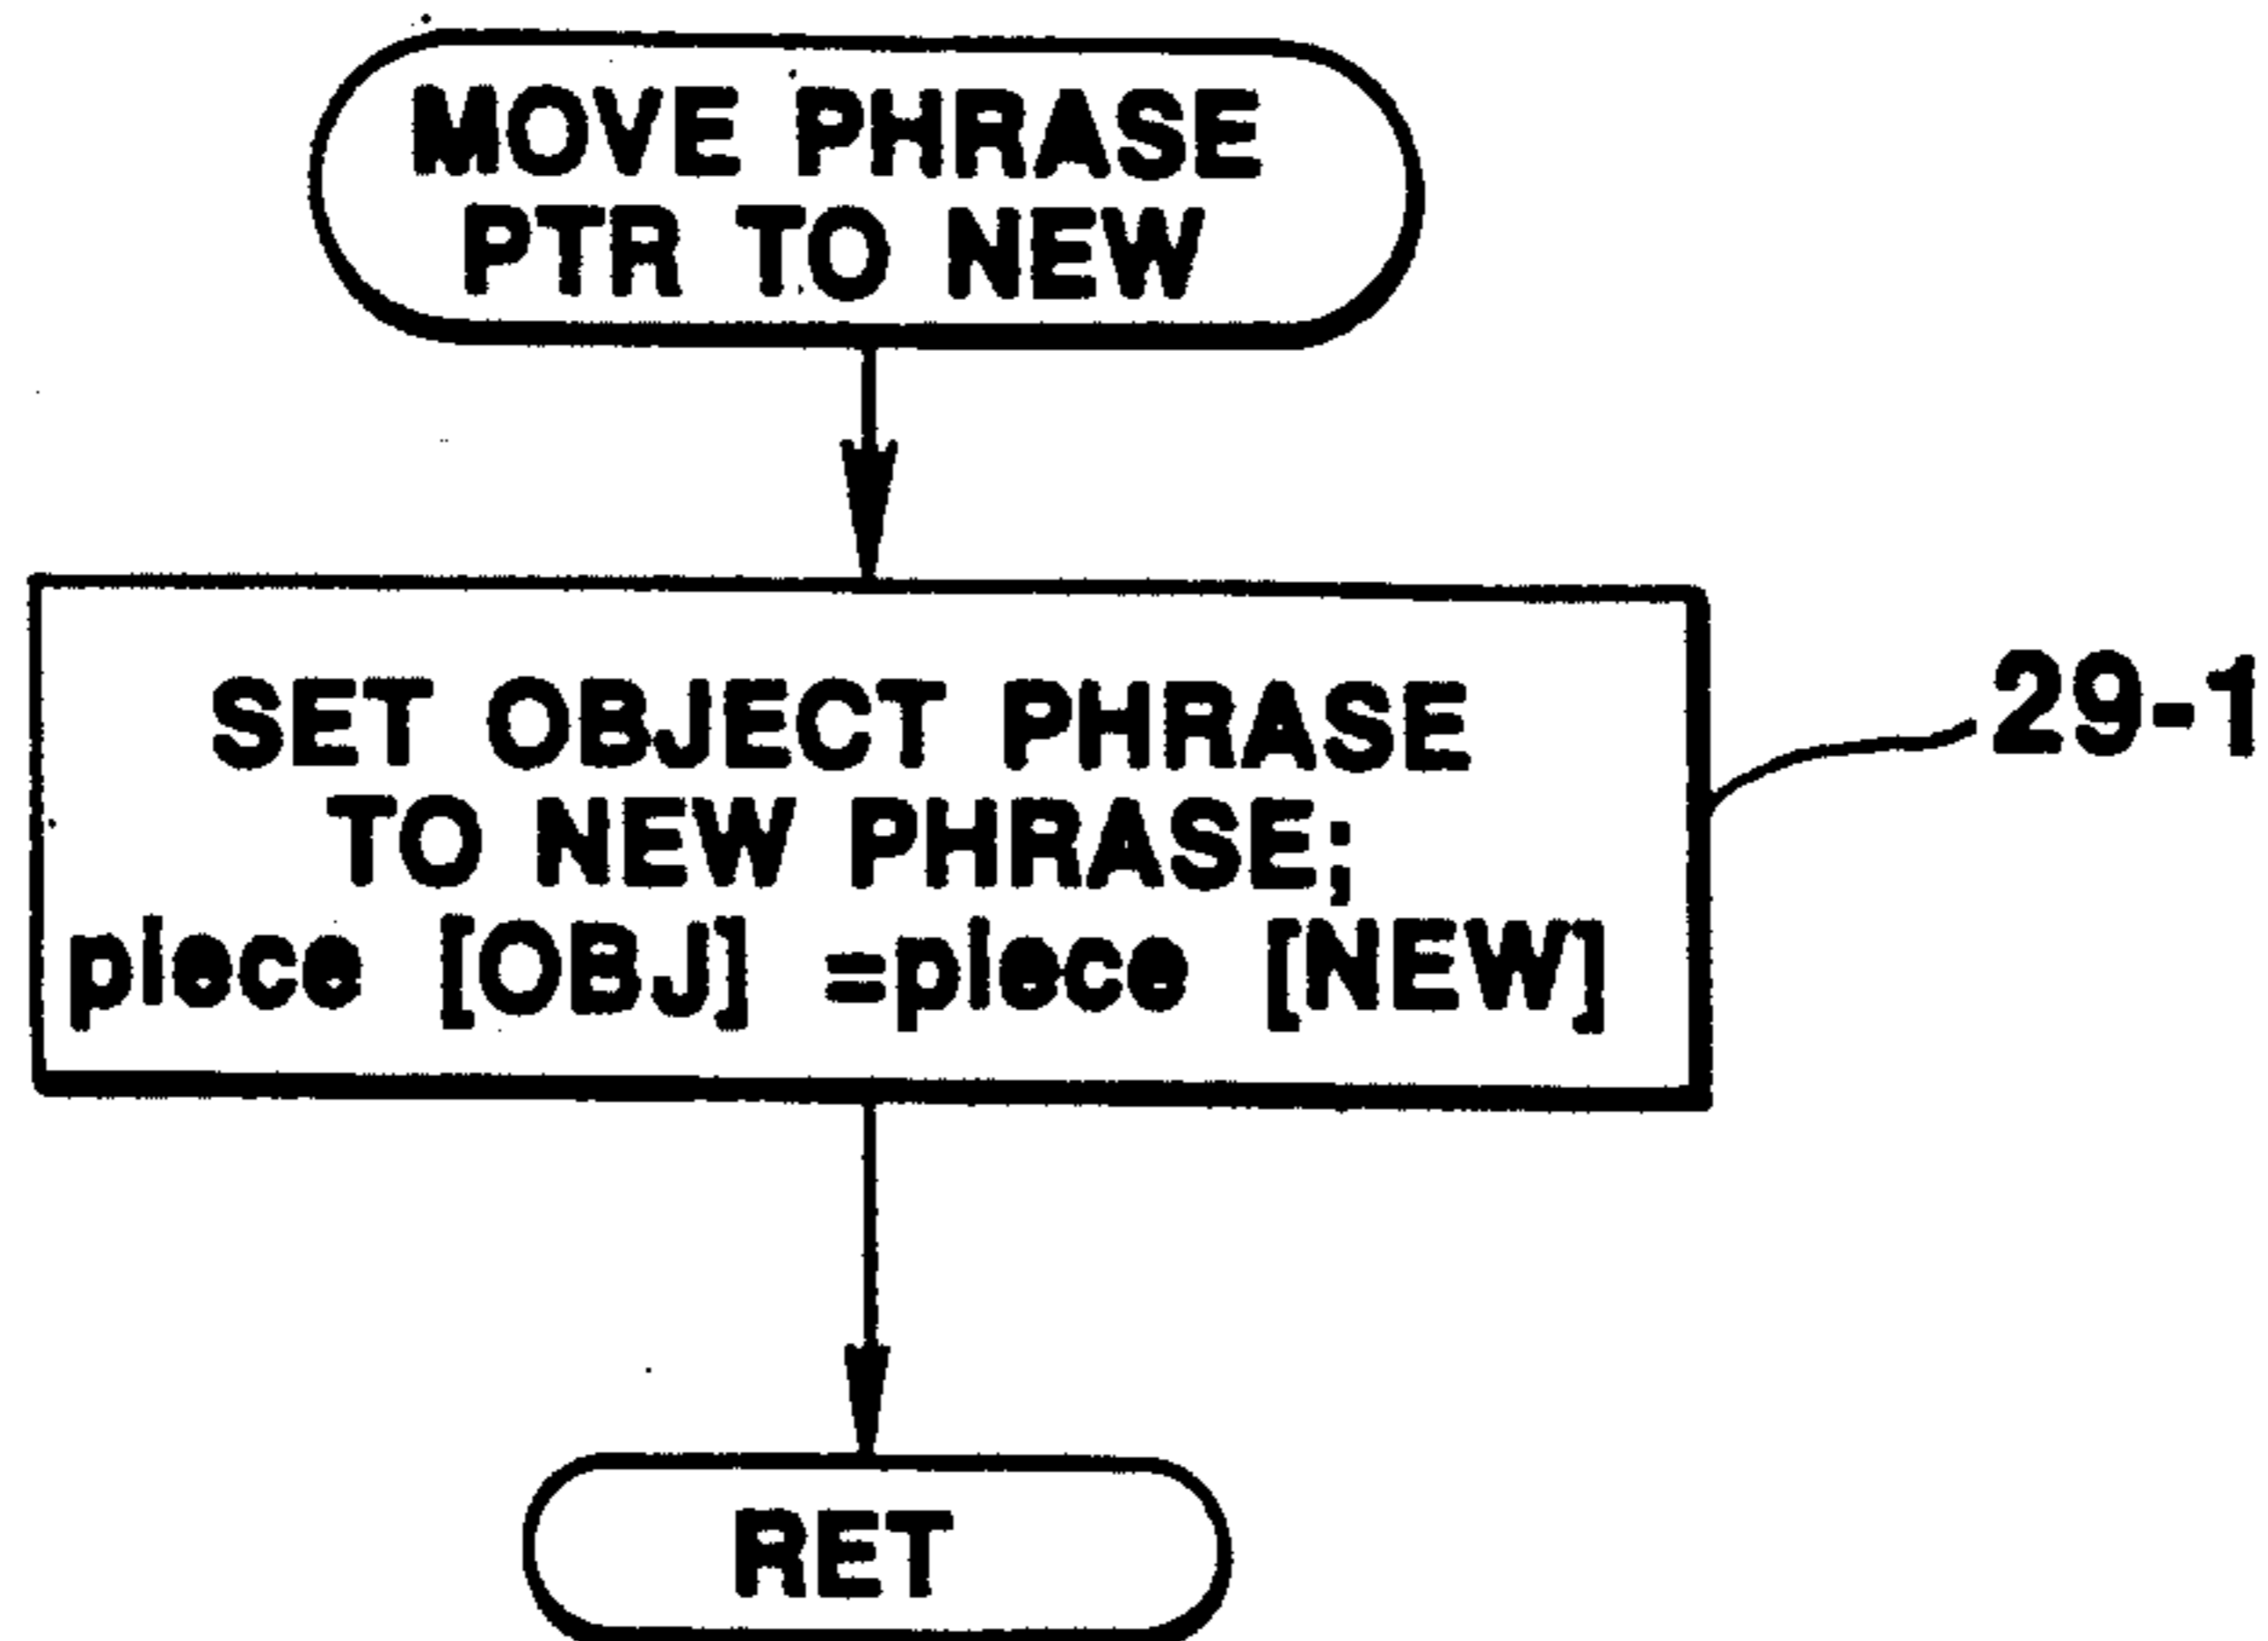 MOVE PHRASE
PTR TO NEW
SET OBJECT PHRASE
TO NEW PHRASE;
piece [OBJ] =piece [NEW]
29-1
RET